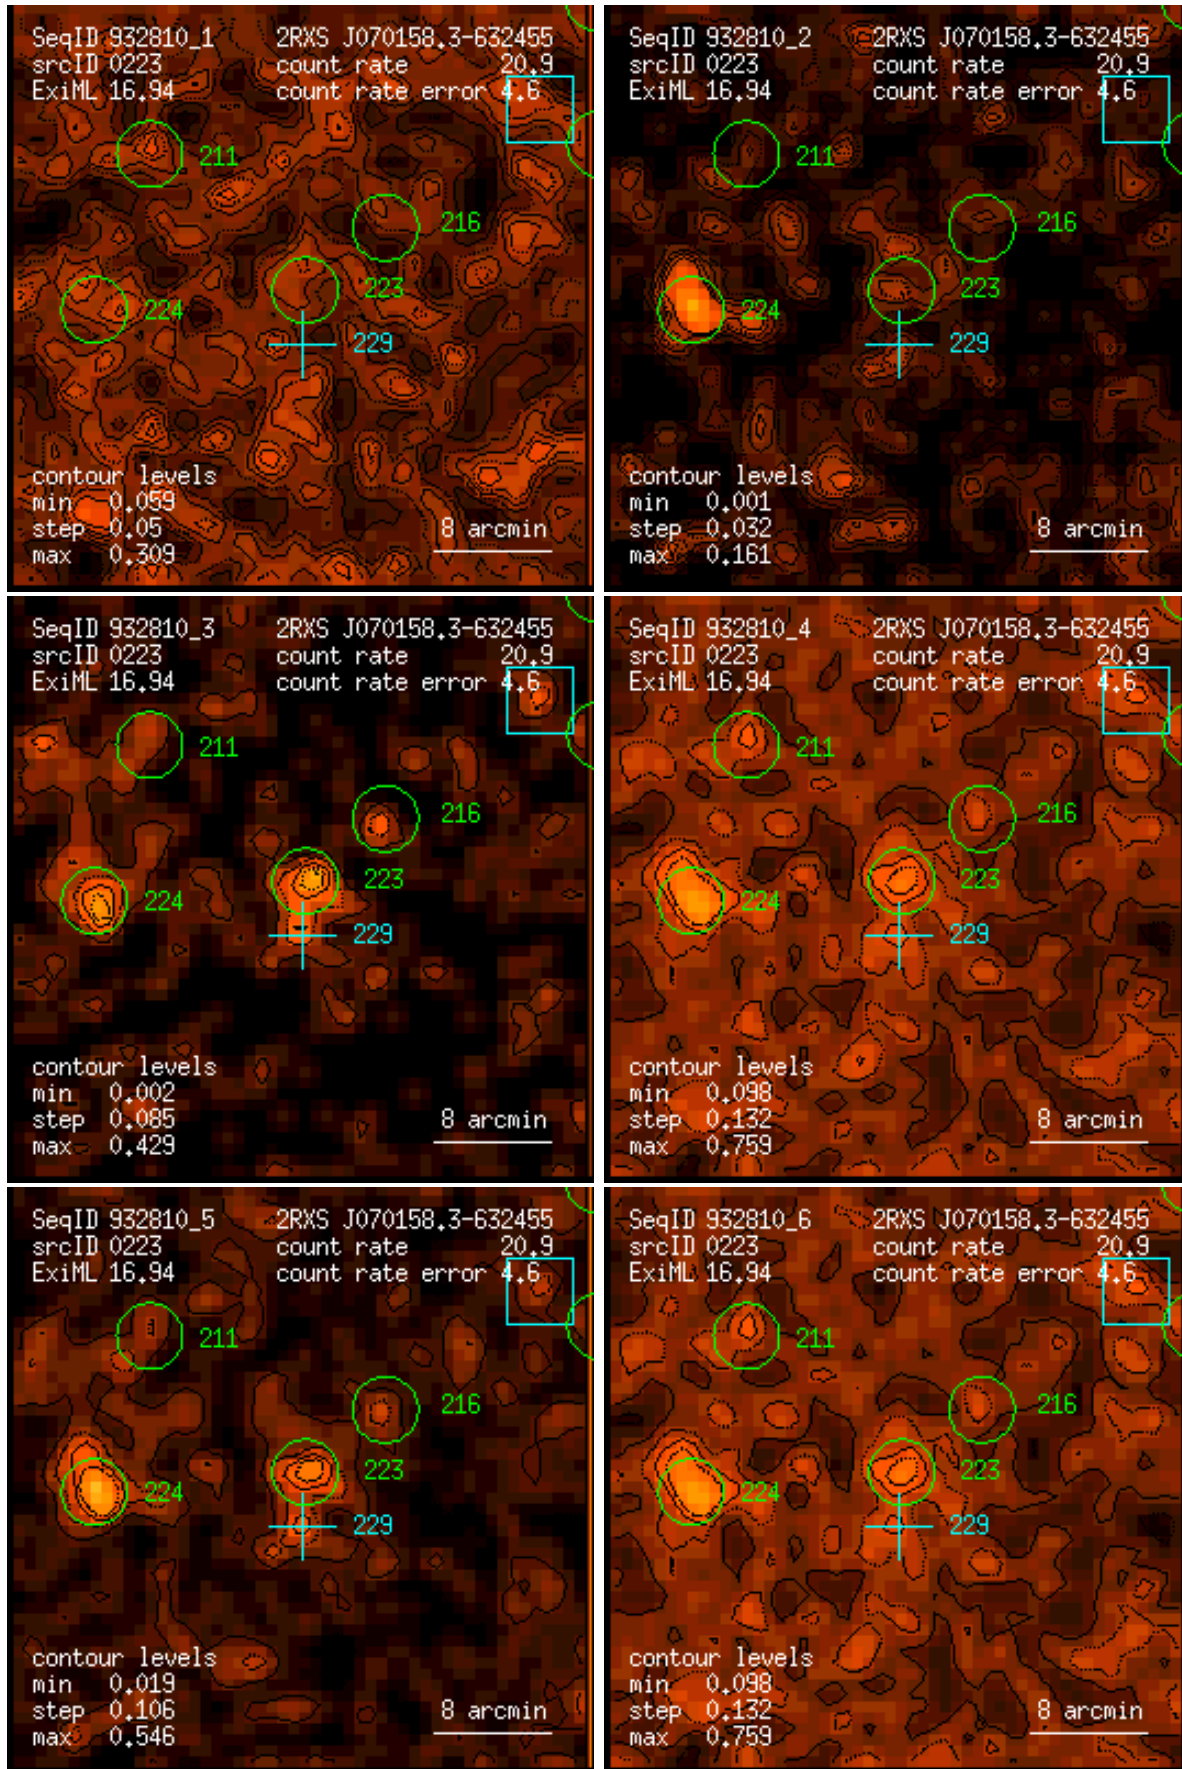 SeqID 932810_1 2RXS J070158.3-632455
srcID 0223 count rate 20.9
ExiML 16.94 count rate error 4.6
211
216
223
224
229
contour levels
min 0.059
step 0.05
max 0.309
8 arcmin
SeqID 932810_2 2RXS J070158.3-632455
srcID 0223 count rate 20.9
ExiML 16.94 count rate error 4.6
211
216
223
224
229
contour levels
min 0.001
step 0.032
max 0.161
8 arcmin
SeqID 932810_3 2RXS J070158.3-632455
srcID 0223 count rate 20.9
ExiML 16.94 count rate error 4.6
211
216
223
224
229
contour levels
min 0.002
step 0.085
max 0.429
8 arcmin
SeqID 932810_4 2RXS J070158.3-632455
srcID 0223 count rate 20.9
ExiML 16.94 count rate error 4.6
211
216
223
224
229
contour levels
min 0.098
step 0.132
max 0.759
8 arcmin
SeqID 932810_5 2RXS J070158.3-632455
srcID 0223 count rate 20.9
ExiML 16.94 count rate error 4.6
211
216
223
224
229
contour levels
min 0.019
step 0.106
max 0.546
8 arcmin
SeqID 932810_6 2RXS J070158.3-632455
srcID 0223 count rate 20.9
ExiML 16.94 count rate error 4.6
211
216
223
224
229
contour levels
min 0.098
step 0.132
max 0.759
8 arcmin